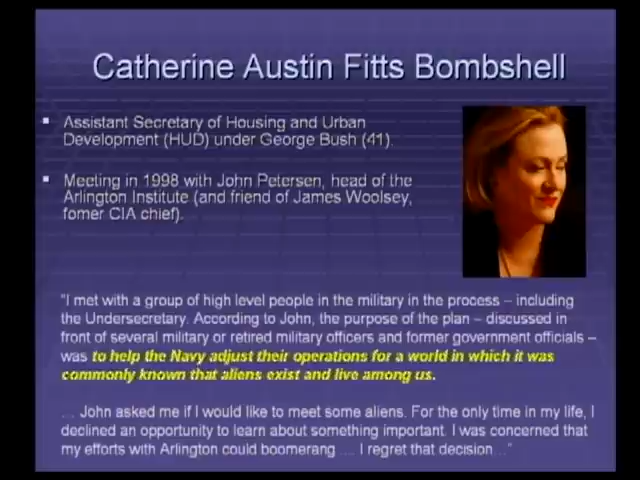 Catherine Austin Fitts Bombshell
Assistant Secretary of Housing and Urban
Development (HUD) under George Bush (41).
Meeting in 1998 with John Petersen, head of the
Arlington Institute (and friend of James Woolsey,
fomer CIA chief).
"I met with a group of high level people in the military in the process – including
the Undersecretary. According to John, the purpose of the plan – discussed in
front of several military or retired military officers and former government officials –
was to help the Navy adjust their operations for a world in which it was
commonly known that aliens exist and live among us.
… John asked me if I would like to meet some aliens. For the only time in my life, I
declined an opportunity to learn about something important. I was concerned that
my efforts with Arlington could boomerang … I regret that decision…"